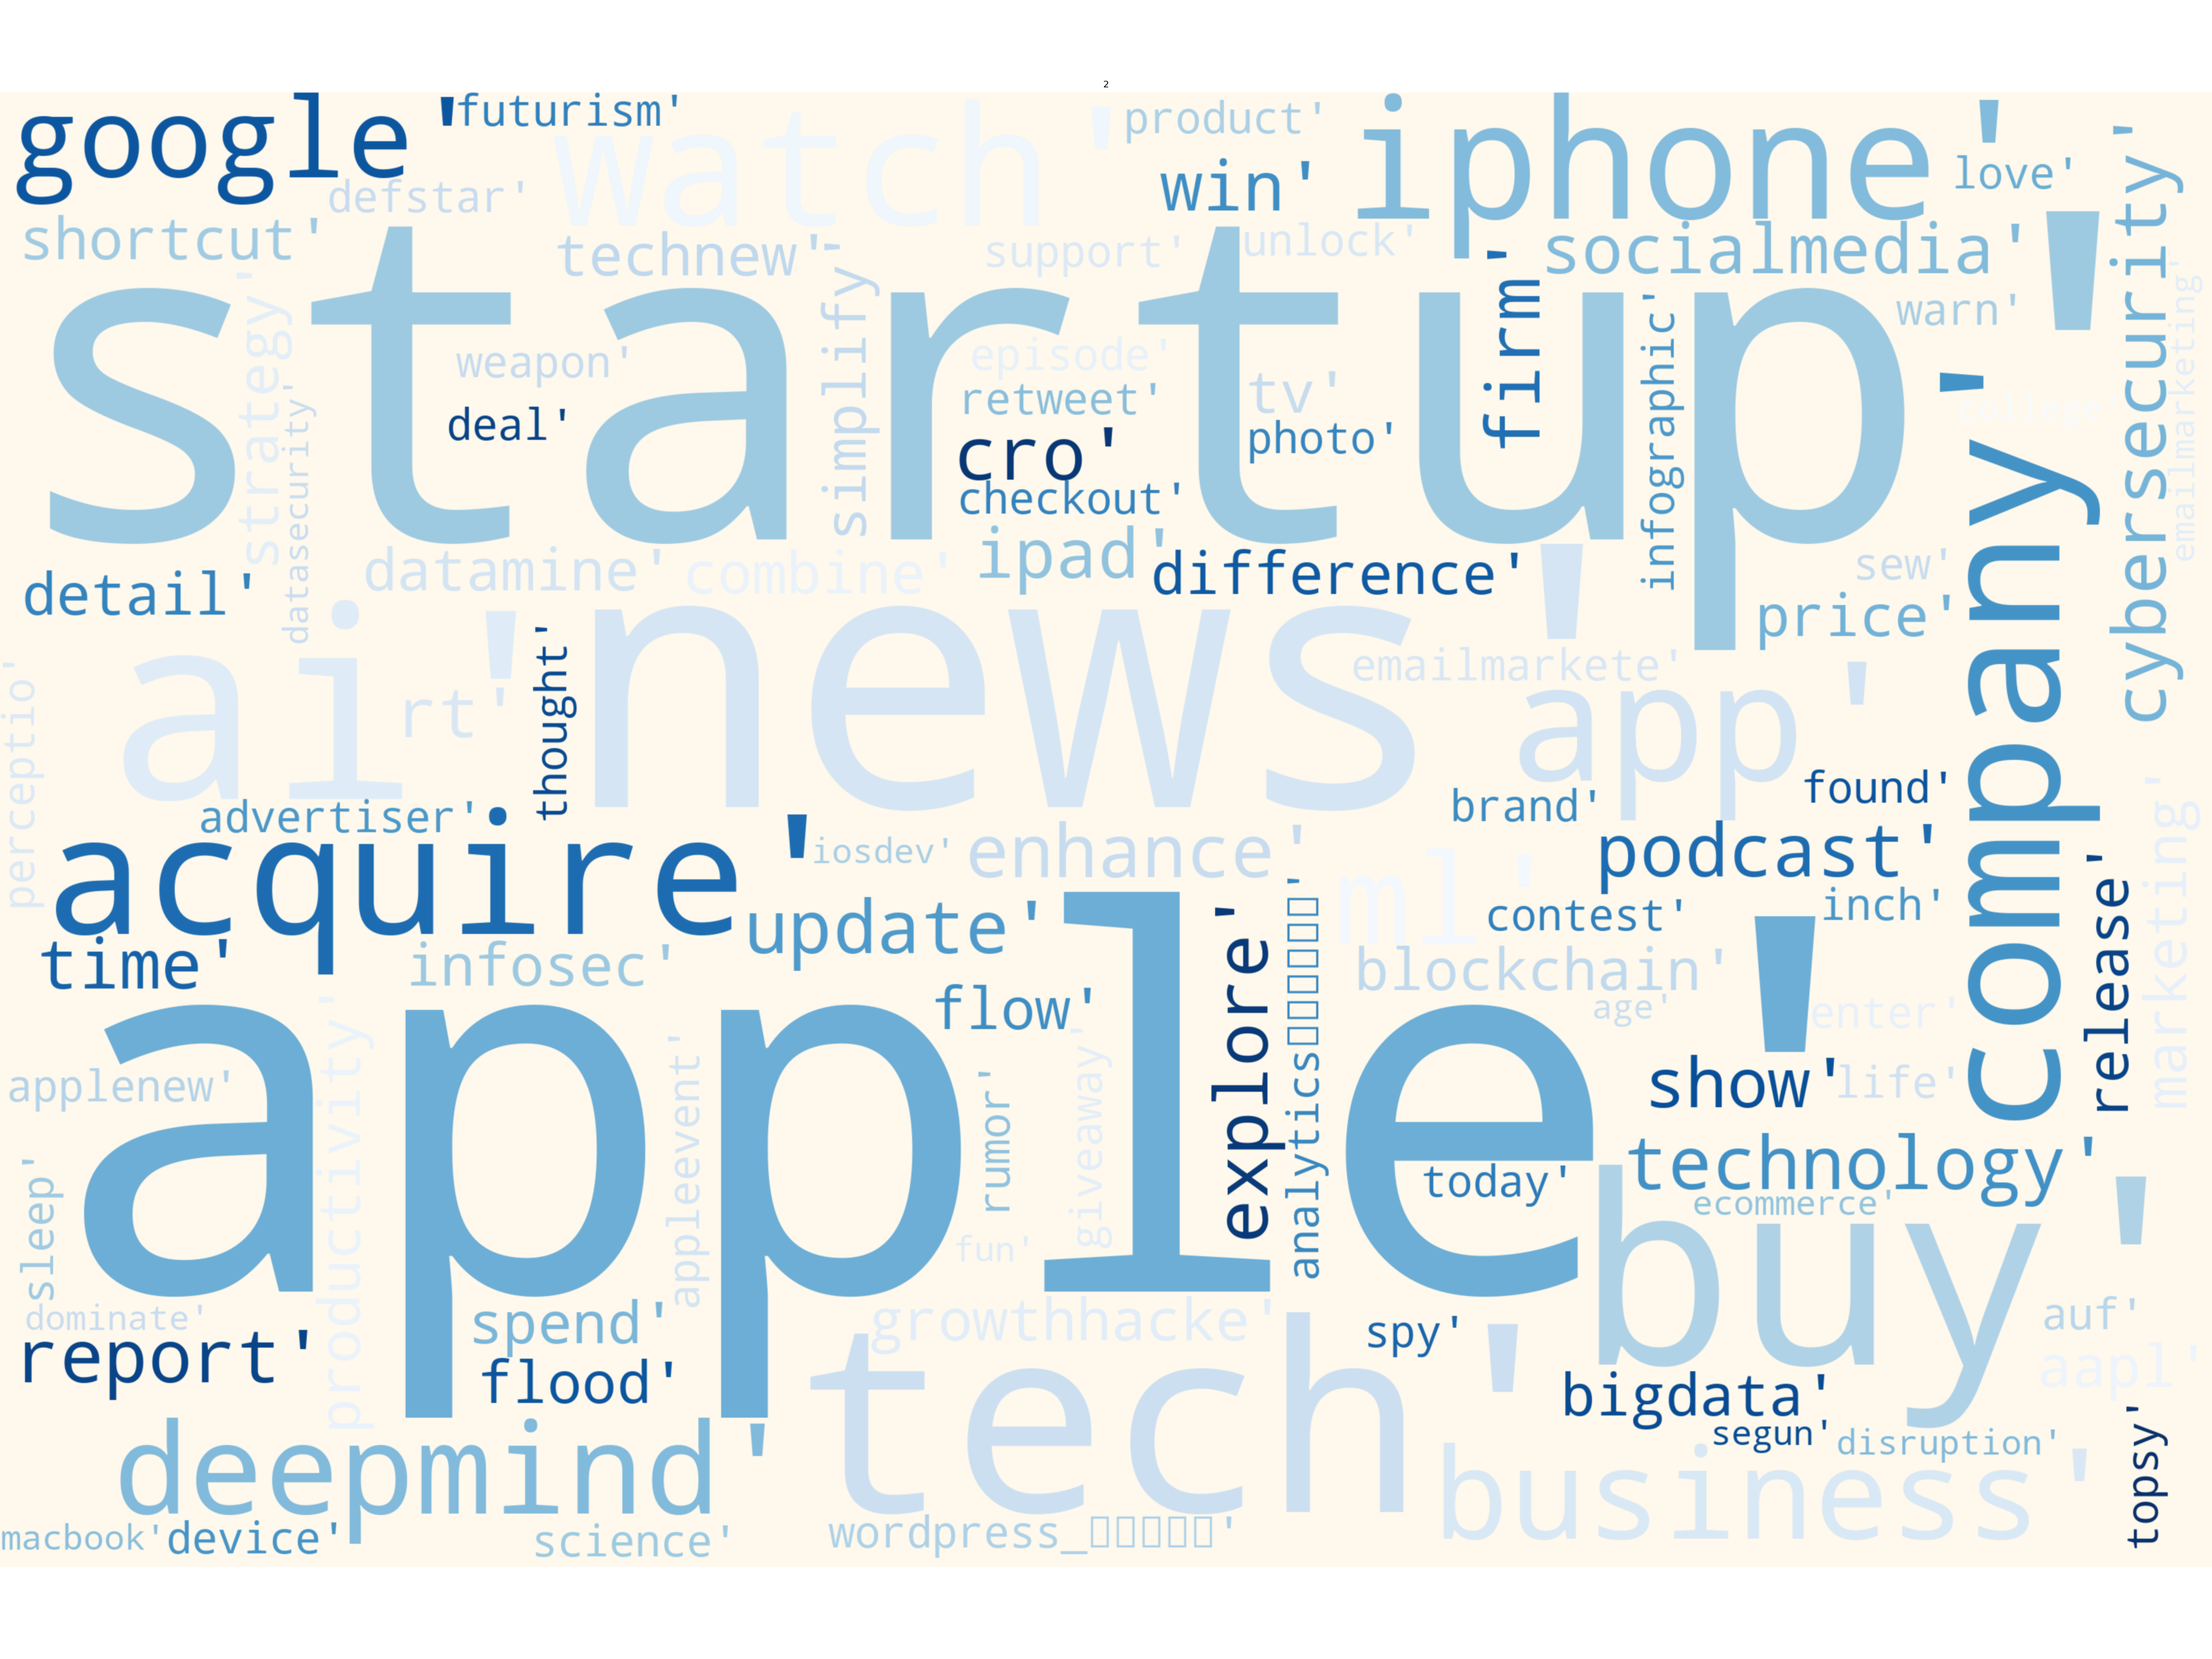 2
google'
'futurism'
watch'
product'
iphone'
love'
defstar'
win'
shortcut'
technew'
support'
unlock'
socialmedia'
cybersecurity'
emailmarketing'
startup'
strategy'
datasecurity'
simplify'
firm'
infographic'
warn'
weapon'
episode'
deal'
retweet'
tv'
cro'
photo'
checkout'
company'
detail'
datamine'
combine'
ipad'
difference'
sew'
price'
ai'
rt'
thought'
news'
emailmarkete'
app'
perceptio'
advertiser'
brand'
found'
acquire'
iosdev'
enhance'
ml'
podcast'
marketing'
release'
time'
infosec'
update'
contest'
inch'
blockchain'
apple'
flow'
explore'
analytics▯▯▯▯▯▯▯'
age'
enter'
applenew'
productivity'
appleevent'
rumor'
giveaway'
show'
life'
sleep'
today'
technology'
ecommerce'
fun'
buy'
dominate'
report'
spend'
flood'
growthhacke'
spy'
auf'
aapl'
tech'
bigdata'
segun'
disruption'
topsy'
deepmind'
business'
macbook'
device'
science'
wordpress_▯▯▯▯▯'